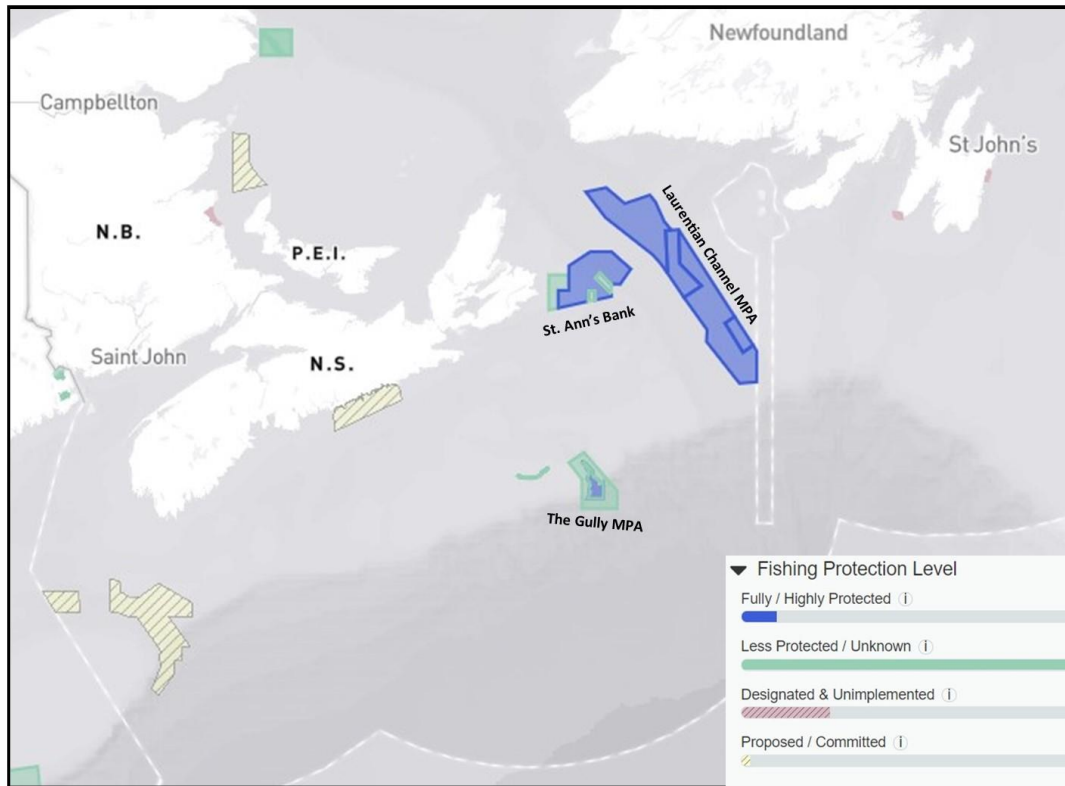 Newfoundland
Campbellton
St John's
N.B.
P.E.I.
Laurentian Channel MPA
St. Ann's Bank
Saint John
N.S.
The Gully MPA
Fishing Protection Level
Fully / Highly Protected
Less Protected / Unknown
Designated & Unimplemented
Proposed / Committed